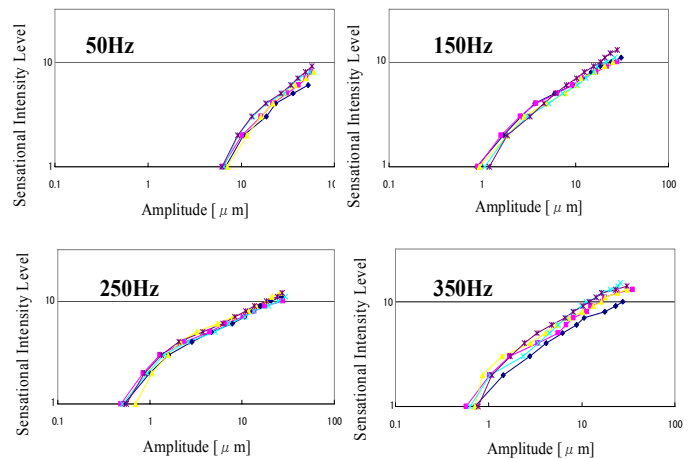 50Hz
Sensational Intensity Level
10
1
0.1 1 10 10
Amplitude [ μ m]
150Hz
Sensational Intensity Level
10
1
0.1 1 10 100
Amplitude [ μ m]
250Hz
Sensational Intensity Level
10
1
0.1 1 10 100
Amplitude [ μ m]
350Hz
Sensational Intensity Level
10
1
0.1 1 10 100
Amplitude [ μ m]